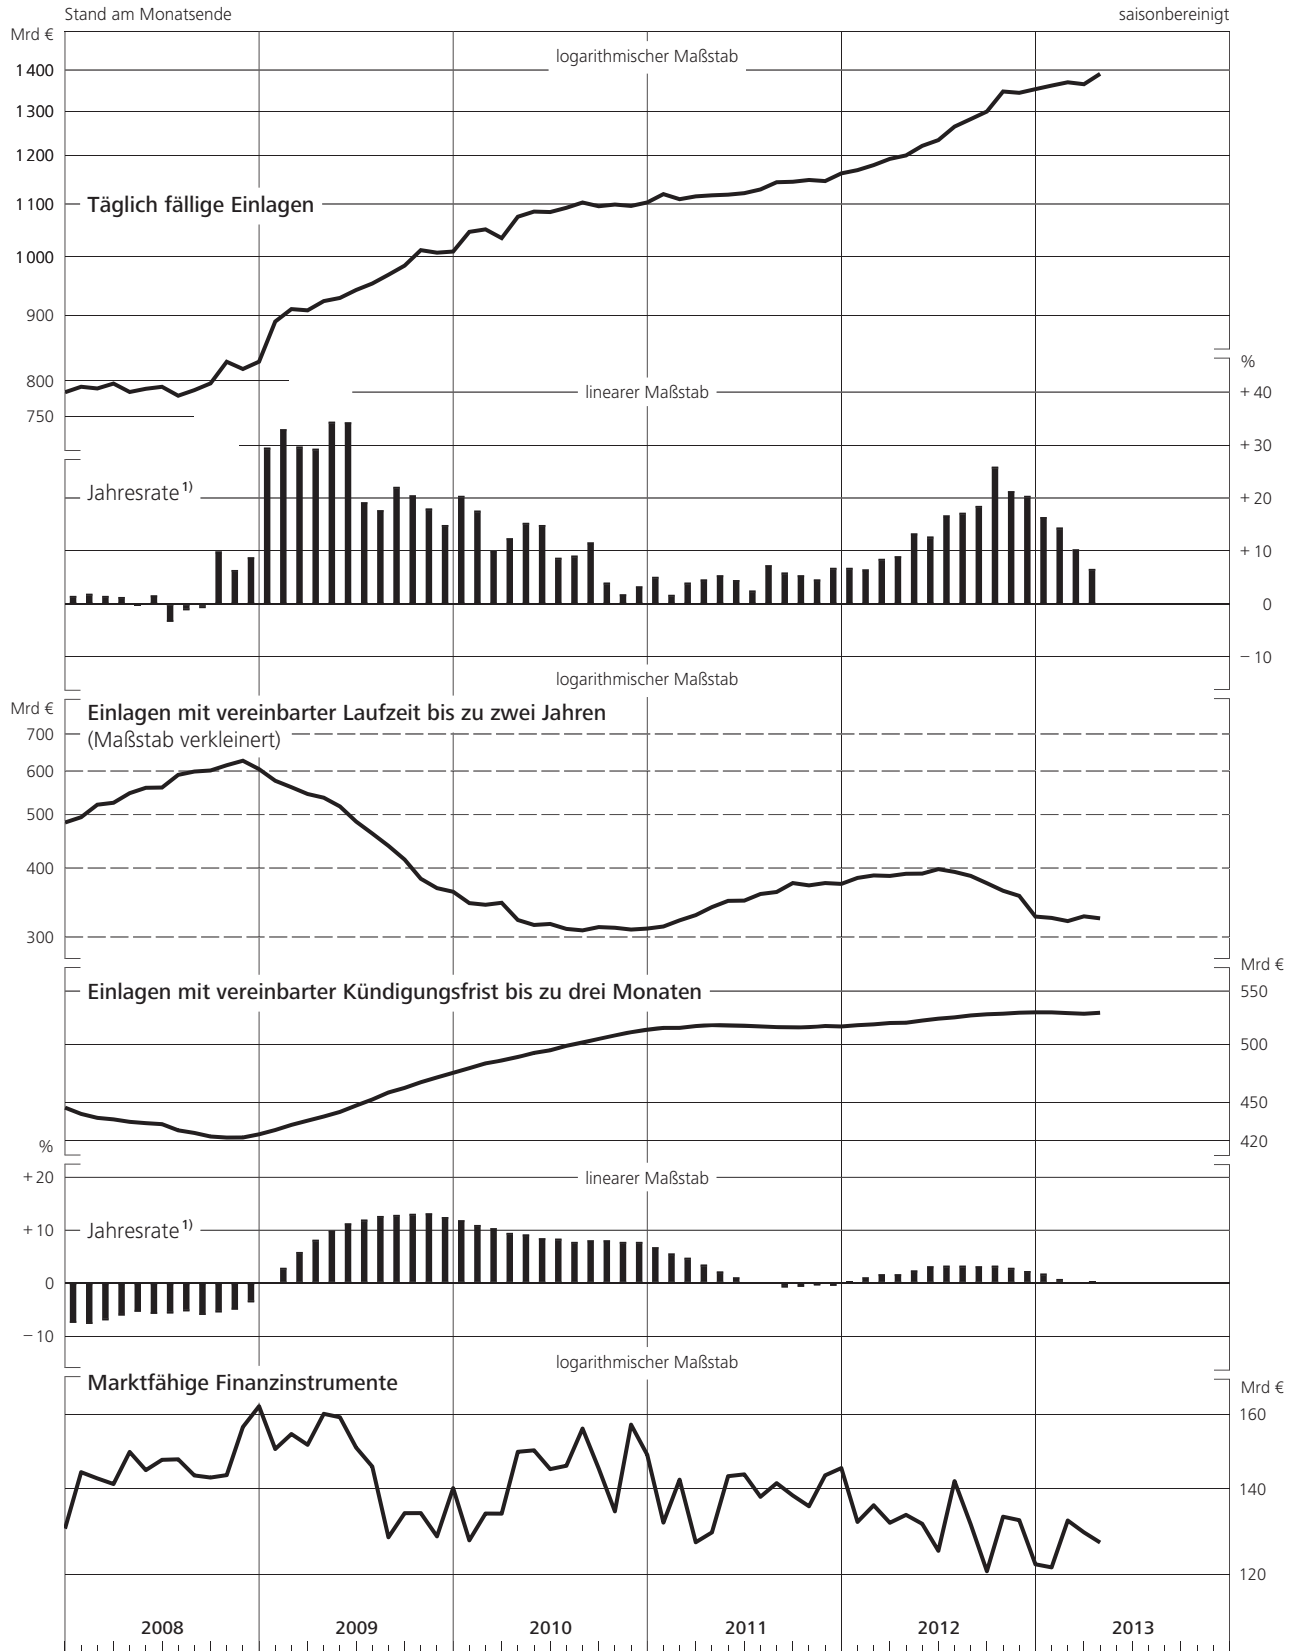 Stand am Monatsende
saisonbereinigt
Mrd €
logarithmischer Maßstab
1 400
1 300
1 200
Täglich fällige Einlagen
1 100
1 000
900
%
800
linearer Maßstab
+ 40
750
+ 30
Jahresrate 1)
+ 20
+ 10
0
− 10
logarithmischer Maßstab
Mrd €
Einlagen mit vereinbarter Laufzeit bis zu zwei Jahren
700
(Maßstab verkleinert)
600
500
400
300
Mrd €
Einlagen mit vereinbarter Kündigungsfrist bis zu drei Monaten
550
500
450
420
%
+ 20
linearer Maßstab
+ 10
Jahresrate 1)
0
− 10
logarithmischer Maßstab
Marktfähige Finanzinstrumente
Mrd €
160
140
120
2008 2009 2010 2011 2012 2013